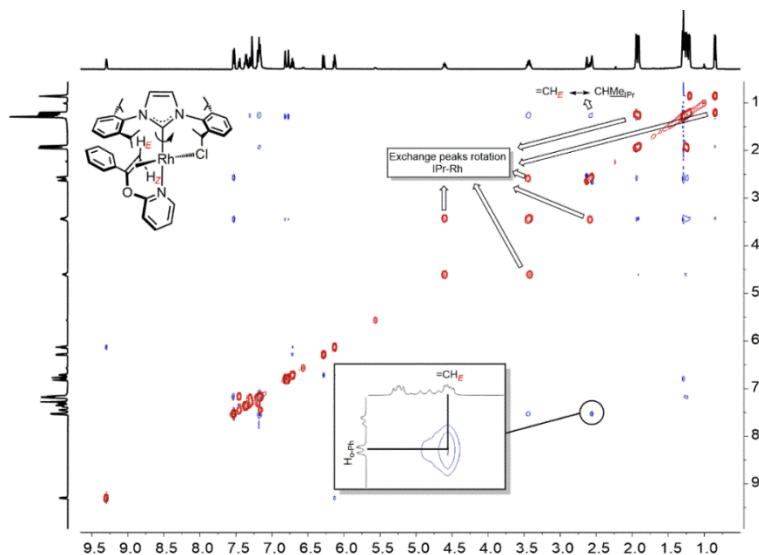 =CH_E ↔ CHMe_IPr
N N
H_E
Rh Cl
H_Z
O
N
Exchange peaks rotation
IPr-Rh
=CH_E
H_o-Ph
1
2
3
4
5
6
7
8
9
9.5 9.0 8.5 8.0 7.5 7.0 6.5 6.0 5.5 5.0 4.5 4.0 3.5 3.0 2.5 2.0 1.5 1.0